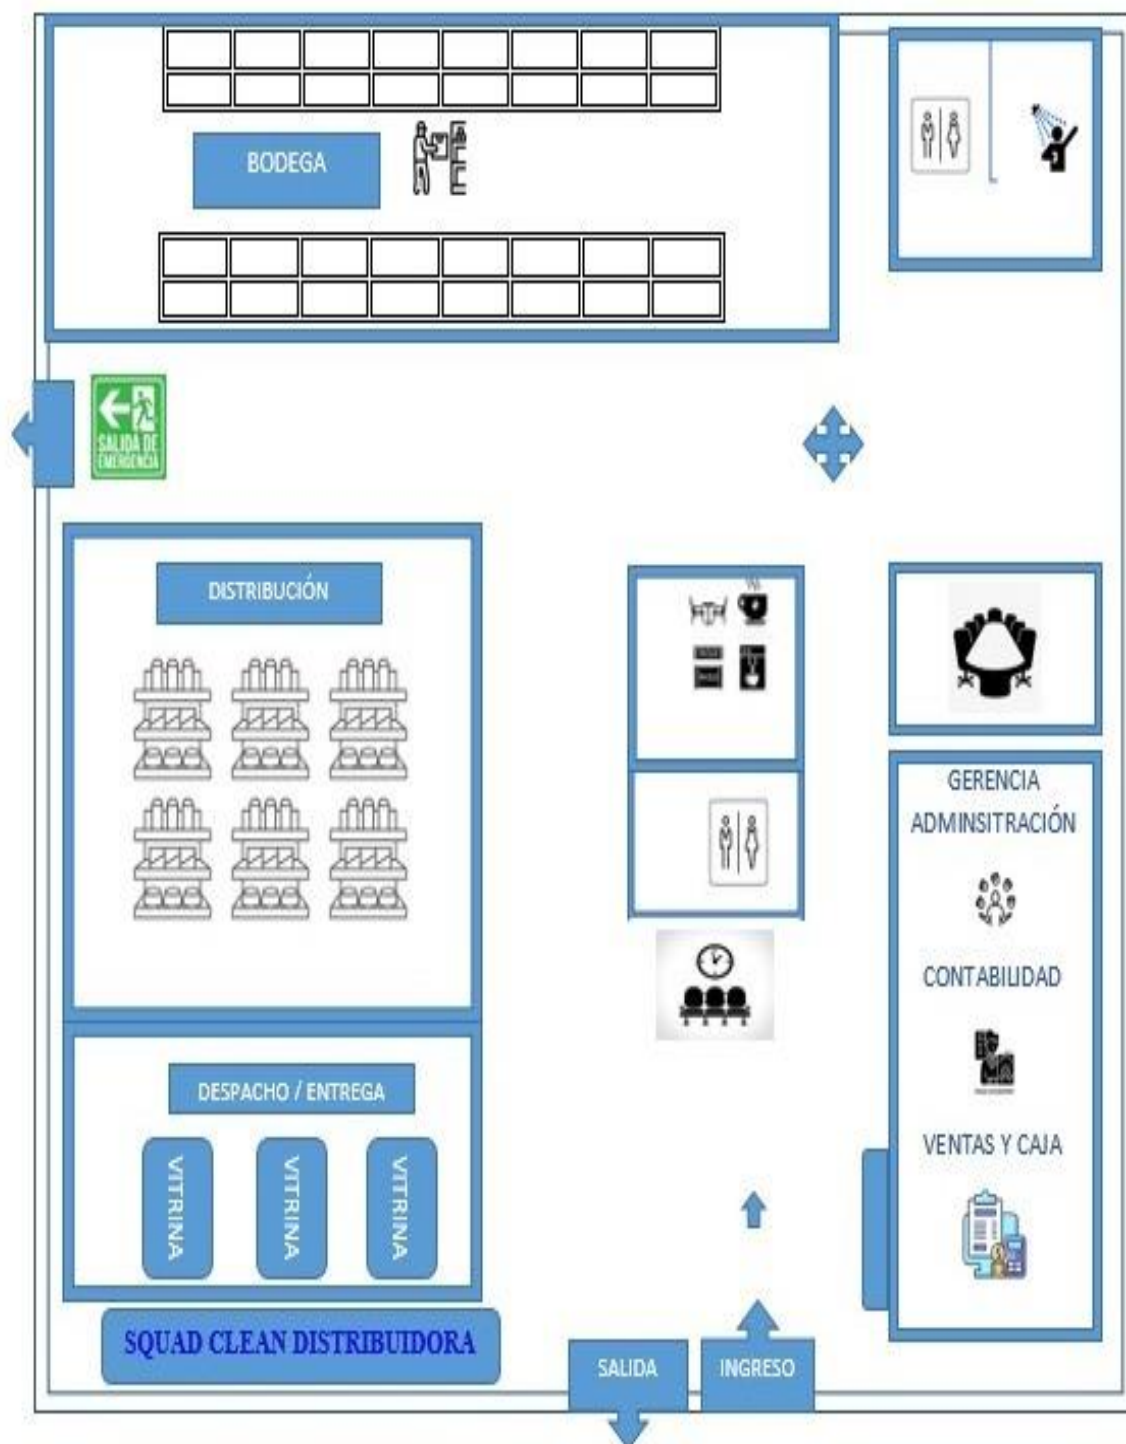 BODEGA
SALIDA DE
EMERGENCIA
DISTRIBUCIÓN
GERENCIA
ADMINSITRACIÓN
CONTABILIDAD
DESPACHO / ENTREGA
VENTAS Y CAJA
VITRINA
VITRINA
VITRINA
SQUAD CLEAN DISTRIBUIDORA
SALIDA
INGRESO